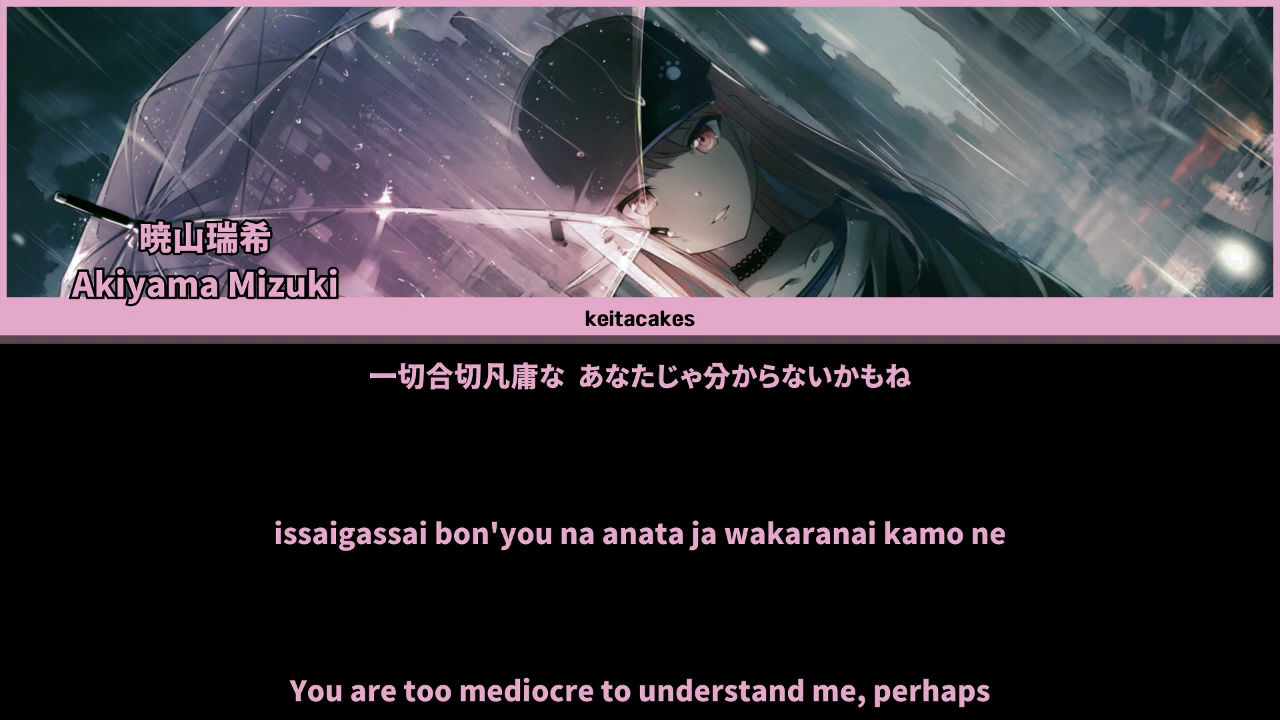 暁山瑞希
Akiyama Mizuki
keitacakes
一切合切凡庸な あなたじゃ分からないかもね
issaigassai bon'you na anata ja wakaranai kamo ne
You are too mediocre to understand me, perhaps